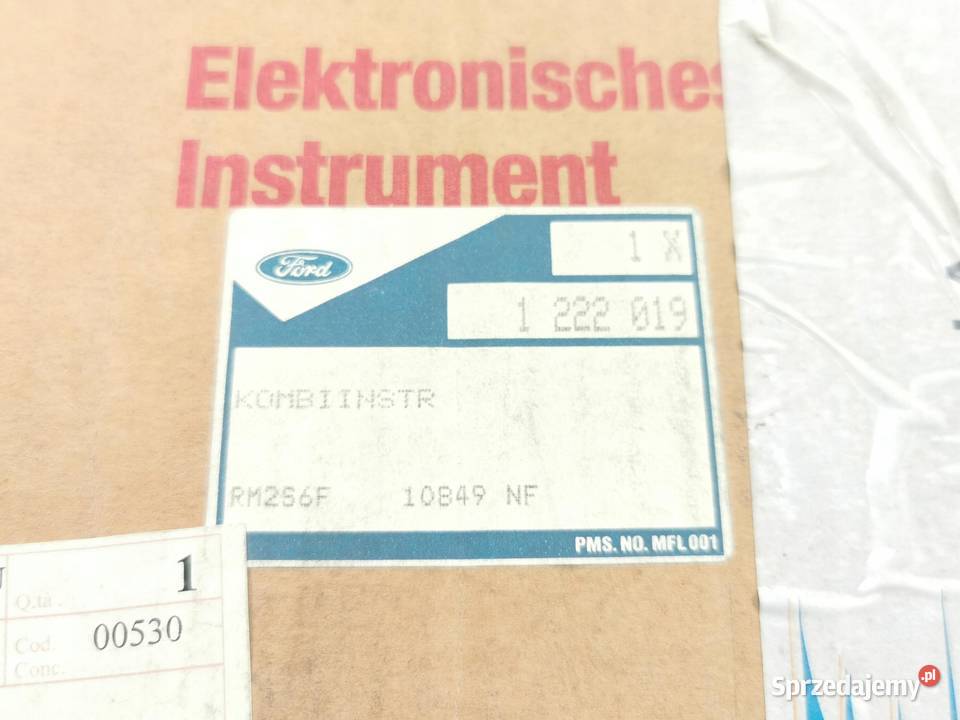 Elektronisches
Instrument
Ford
1 X
1 222 019
KOMBIINSTR
RM2S6F 10849 NF
PMS. NO. MFL 001
Q.tà. 1
Cod. 00530
Conc.
Sprzedajemy.pl